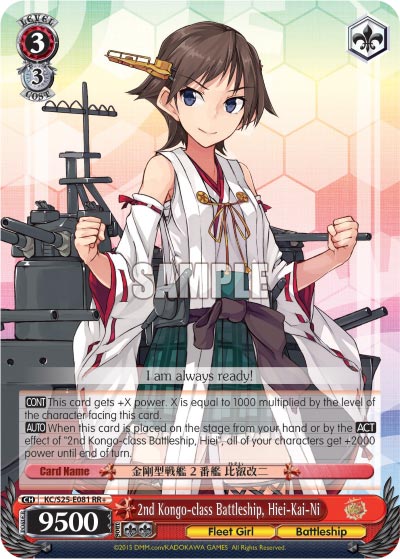 LEVEL
3
3
COST
SAMPLE
I am always ready!
CONT This card gets +X power. X is equal to 1000 multiplied by the level of
the character facing this card.
AUTO When this card is placed on the stage from your hand or by the ACT
effect of "2nd Kongo-class Battleship, Hiei", all of your characters get +2000
power until end of turn.
Card Name
金剛型戦艦 2番艦 比叡改二
CH KC/S25-E081 RR+
2nd Kongo-class Battleship, Hiei-Kai-Ni
POWER
9500
SOUL
Fleet Girl
Battleship
©2015 DMM.com/KADOKAWA GAMES All Rights Reserved.